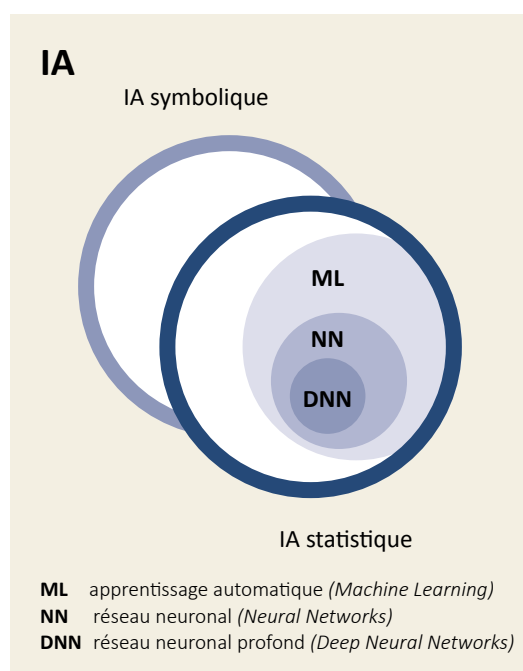 IA
IA symbolique
ML
NN
DNN
IA statistique
ML apprentissage automatique (Machine Learning)
NN réseau neuronal (Neural Networks)
DNN réseau neuronal profond (Deep Neural Networks)